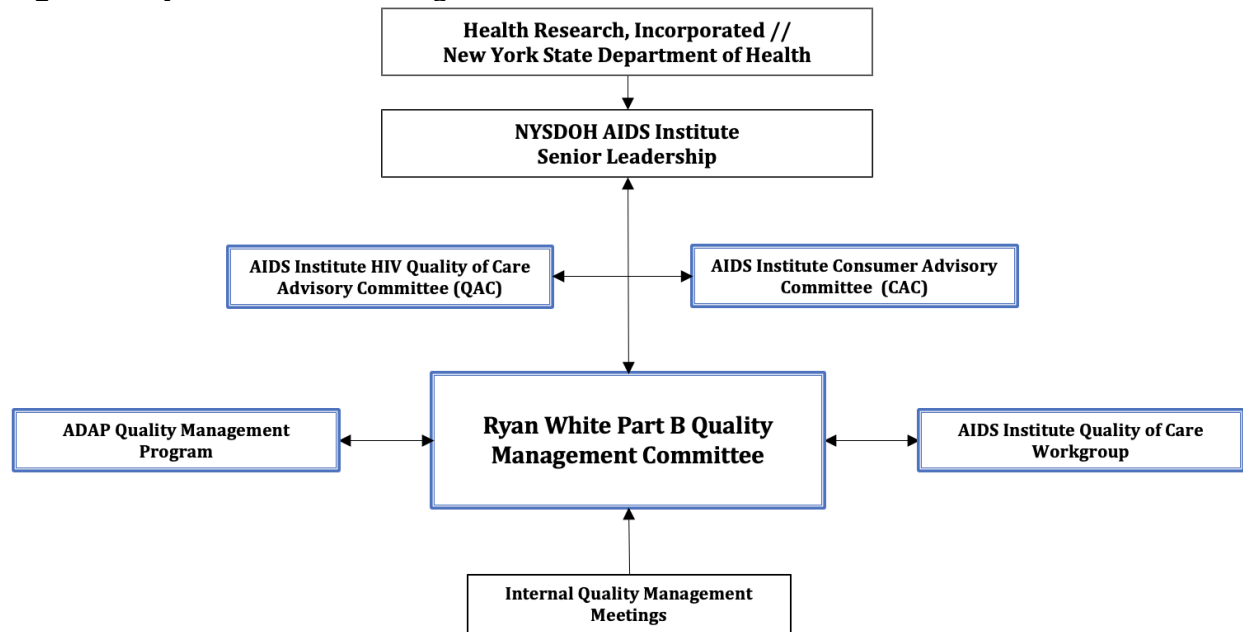 Health Research, Incorporated //
New York State Department of Health
NYSDOH AIDS Institute
Senior Leadership
AIDS Institute HIV Quality of Care
Advisory Committee (QAC)
AIDS Institute Consumer Advisory
Committee (CAC)
ADAP Quality Management
Program
Ryan White Part B Quality
Management Committee
AIDS Institute Quality of Care
Workgroup
Internal Quality Management
Meetings